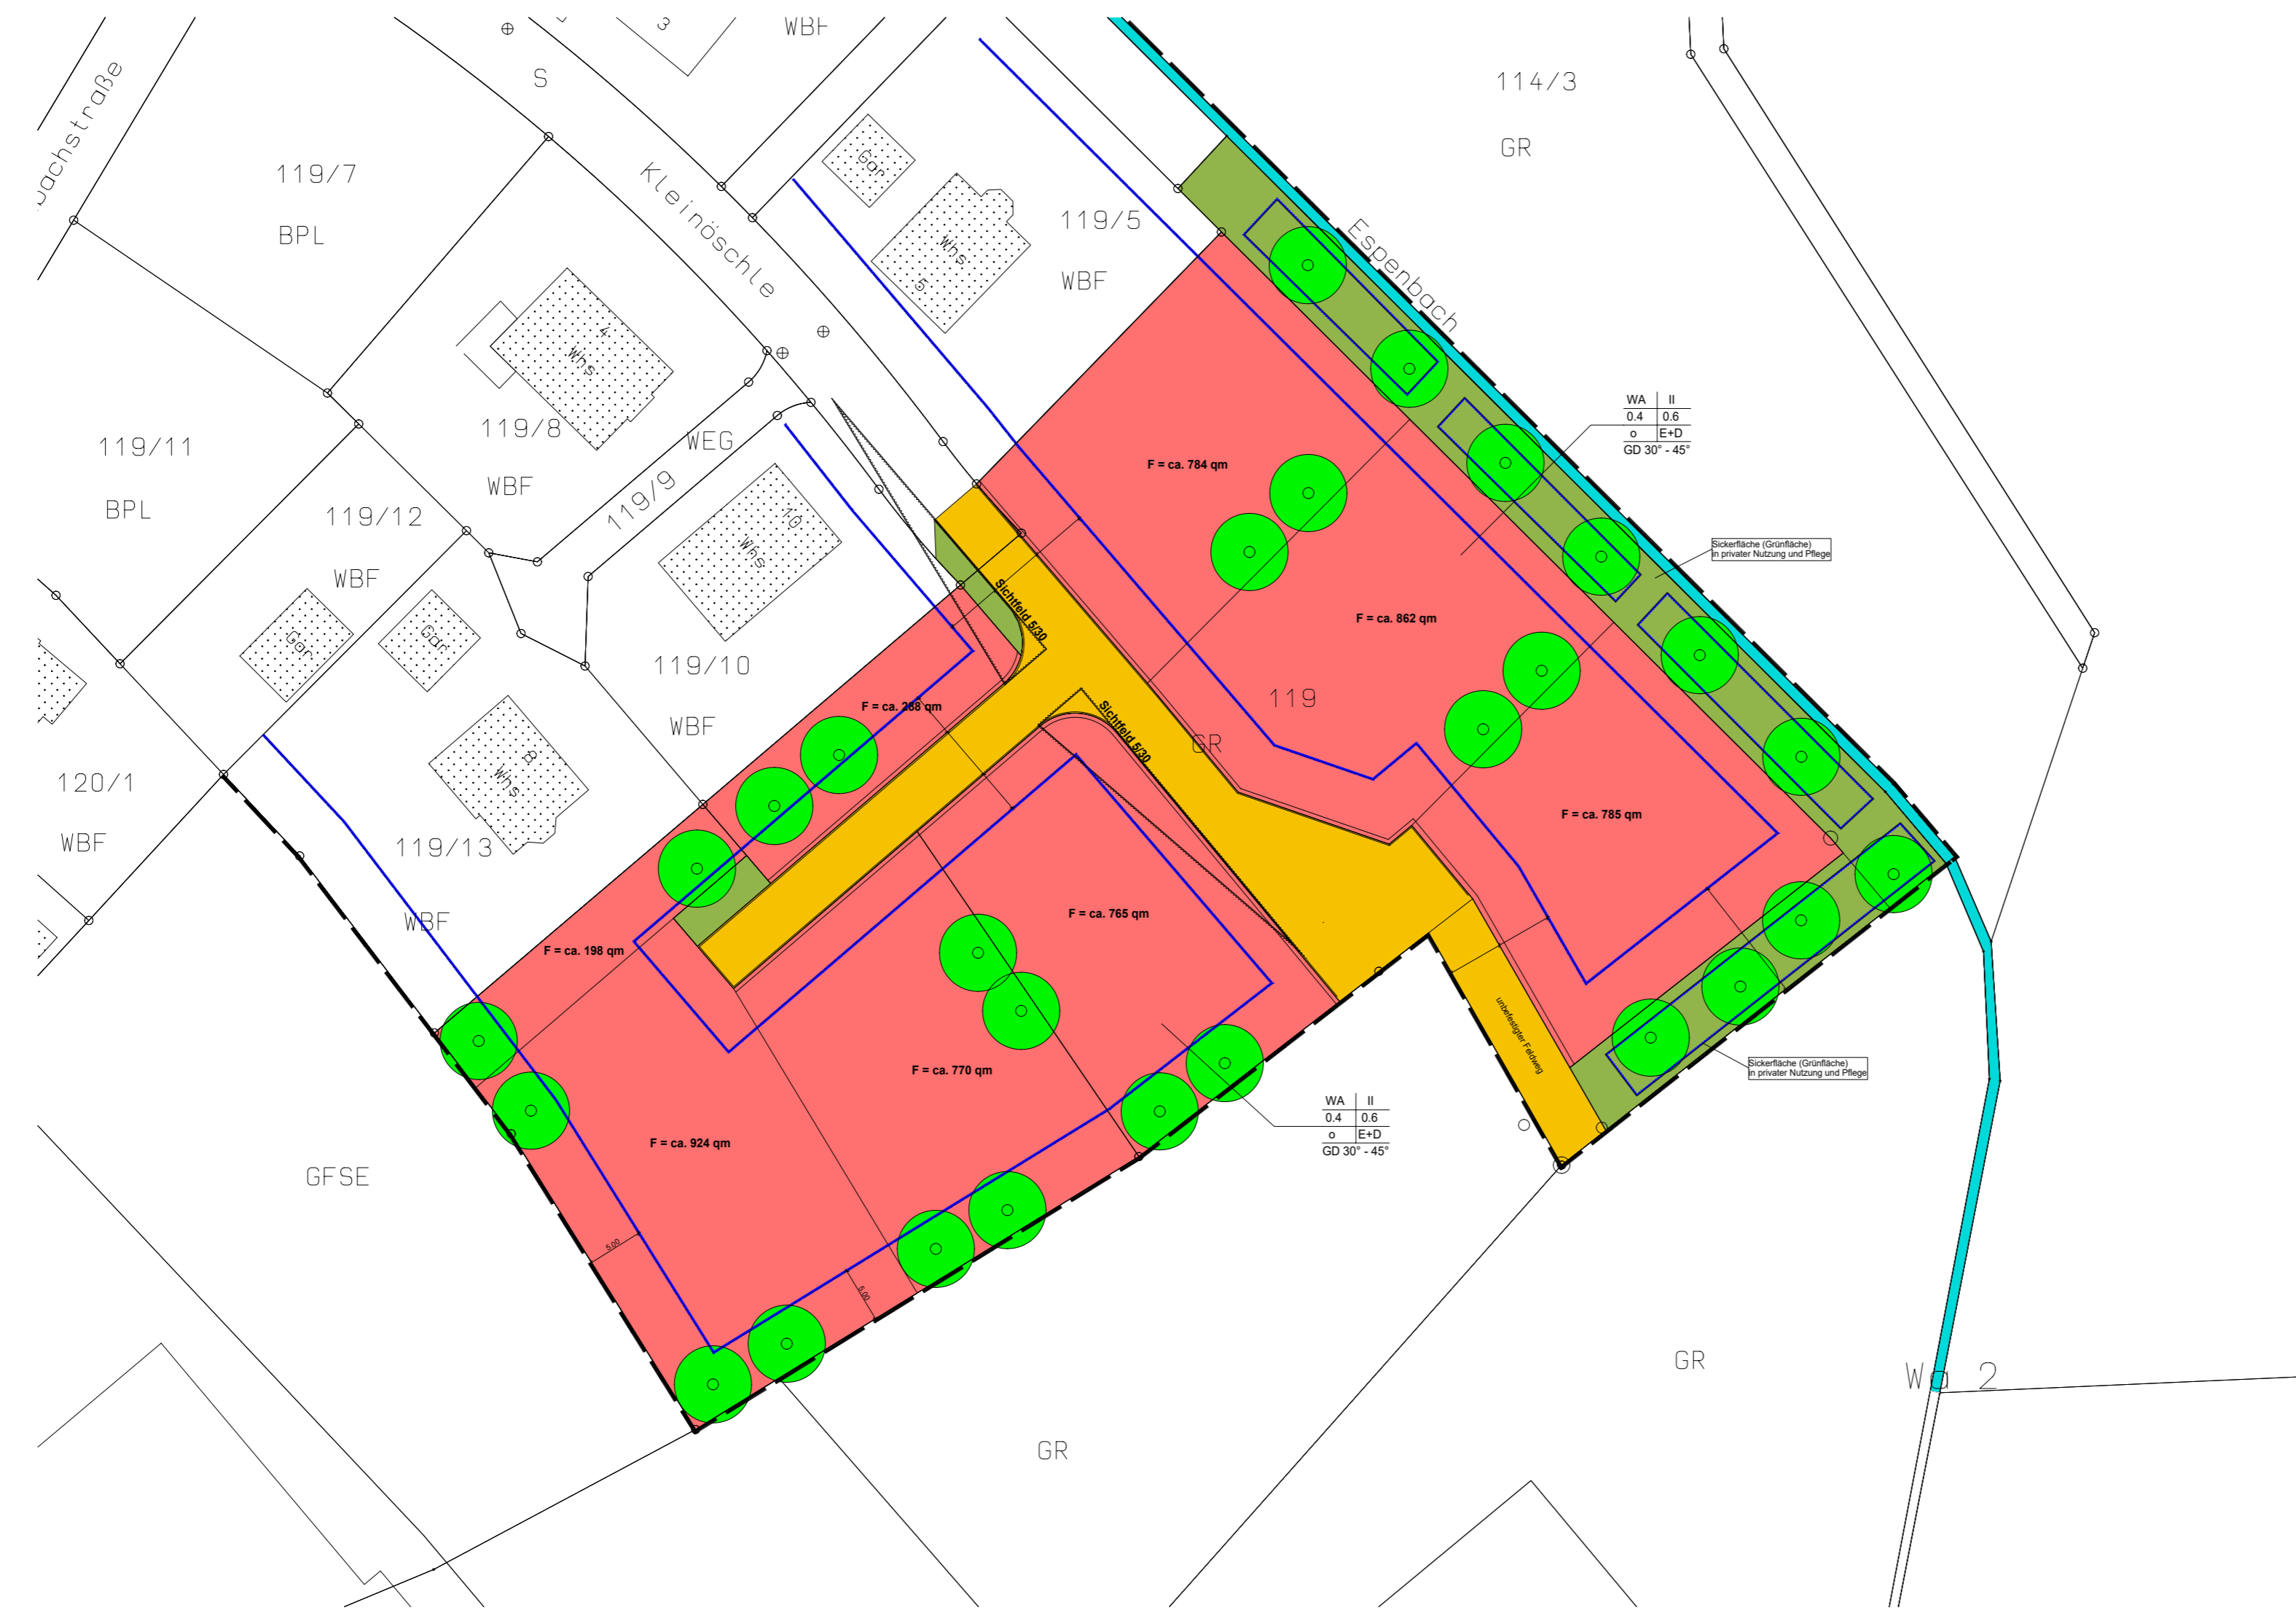 3
WBF
S
bachstraße
114/3
GR
119/7
BPL
Kleinöschle
Gar
119/5
WBF
Whs
5
Espenbach
4
Whs
119/8
WBF
WEG
119/9
119/11
BPL
119/12
WBF
WA II
0.4 0.6
o E+D
GD 30° - 45°
F = ca. 784 qm
10
Whs
Sickerfläche (Grünfläche)
in privater Nutzung und Pflege
Sichtfeld 5/30
F = ca. 862 qm
Gar
Gar
119/10
WBF
F = ca. 268 qm
119
GR
Sichtfeld 5/30
8
Whs
120/1
WBF
119/13
WBF
F = ca. 785 qm
F = ca. 765 qm
F = ca. 198 qm
unbefestigter Feldweg
Sickerfläche (Grünfläche)
in privater Nutzung und Pflege
F = ca. 770 qm
WA II
0.4 0.6
o E+D
GD 30° - 45°
F = ca. 924 qm
GFSE
5.00
5.00
GR
Wa 2
GR